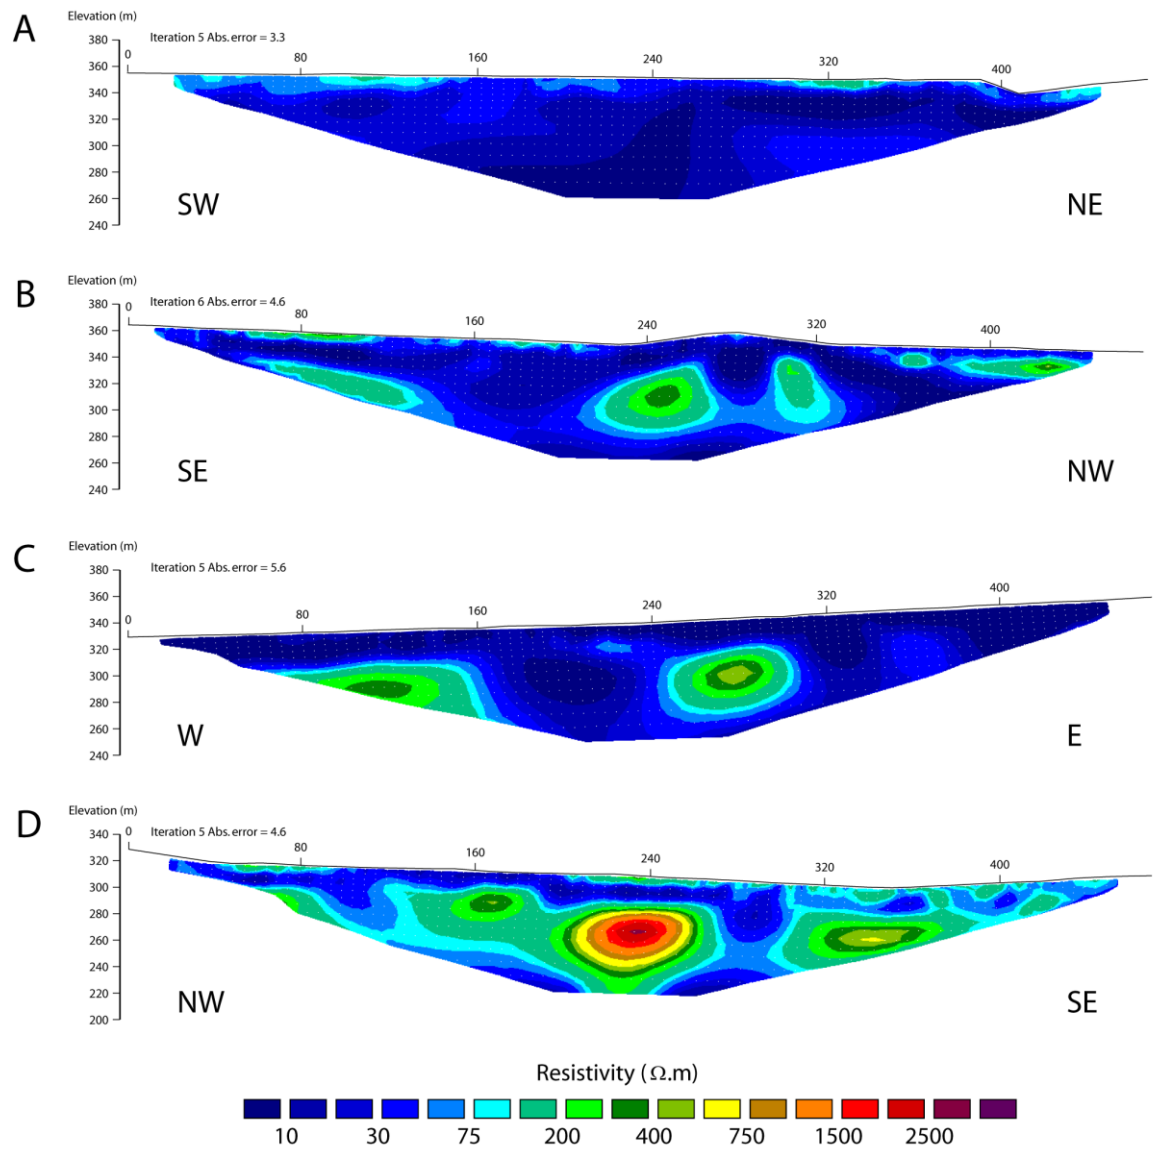 A
Elevation (m)
Iteration 5 Abs. error = 3.3
0 80 160 240 320 400
380
360
340
320
300
280
260
240
SW NE
B
Elevation (m)
Iteration 6 Abs. error = 4.6
0 80 160 240 320 400
380
360
340
320
300
280
260
240
SE NW
C
Elevation (m)
Iteration 5 Abs. error = 5.6
0 80 160 240 320 400
380
360
340
320
300
280
260
240
W E
D
Elevation (m)
Iteration 5 Abs. error = 4.6
0 80 160 240 320 400
340
320
300
280
260
240
220
200
NW SE
Resistivity ( Ω.m)
10 30 75 200 400 750 1500 2500